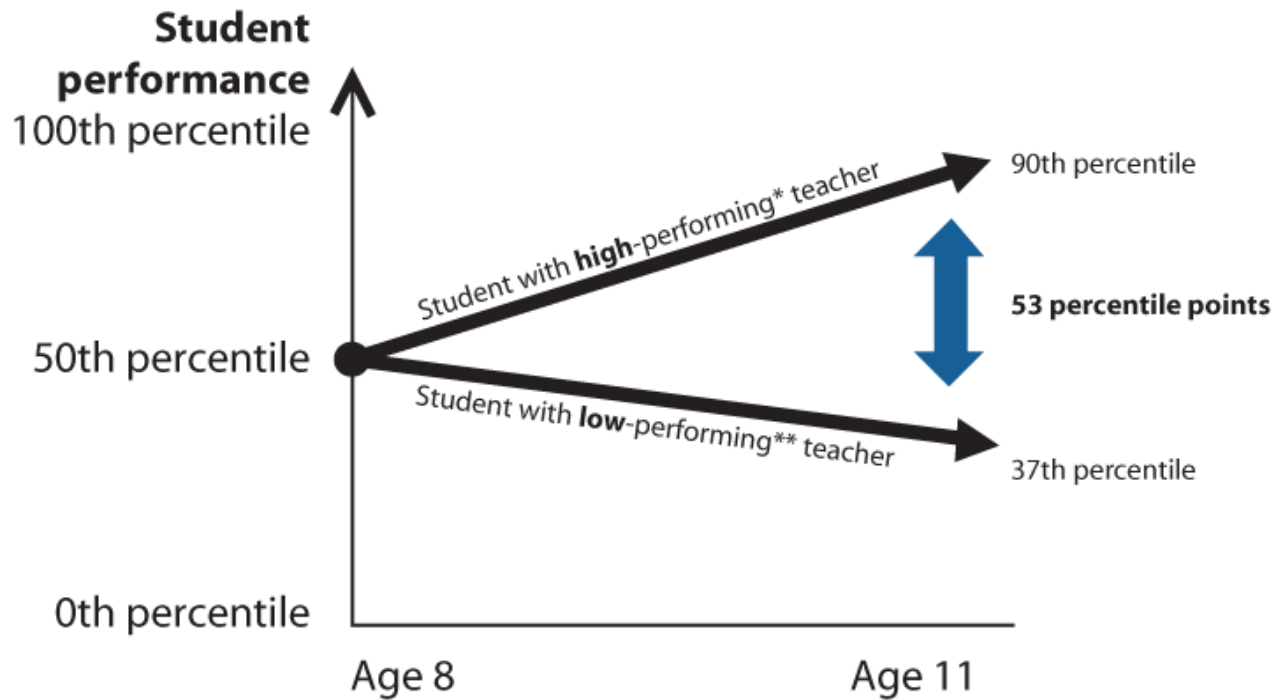 Student
performance
100th percentile
90th percentile
Student with high-performing* teacher
53 percentile points
50th percentile
Student with low-performing** teacher
37th percentile
0th percentile
Age 8
Age 11